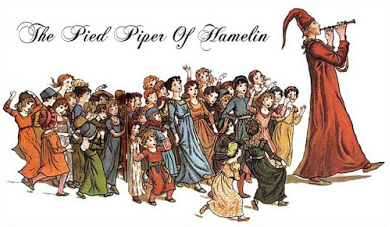 The Pied Piper Of Hamelin